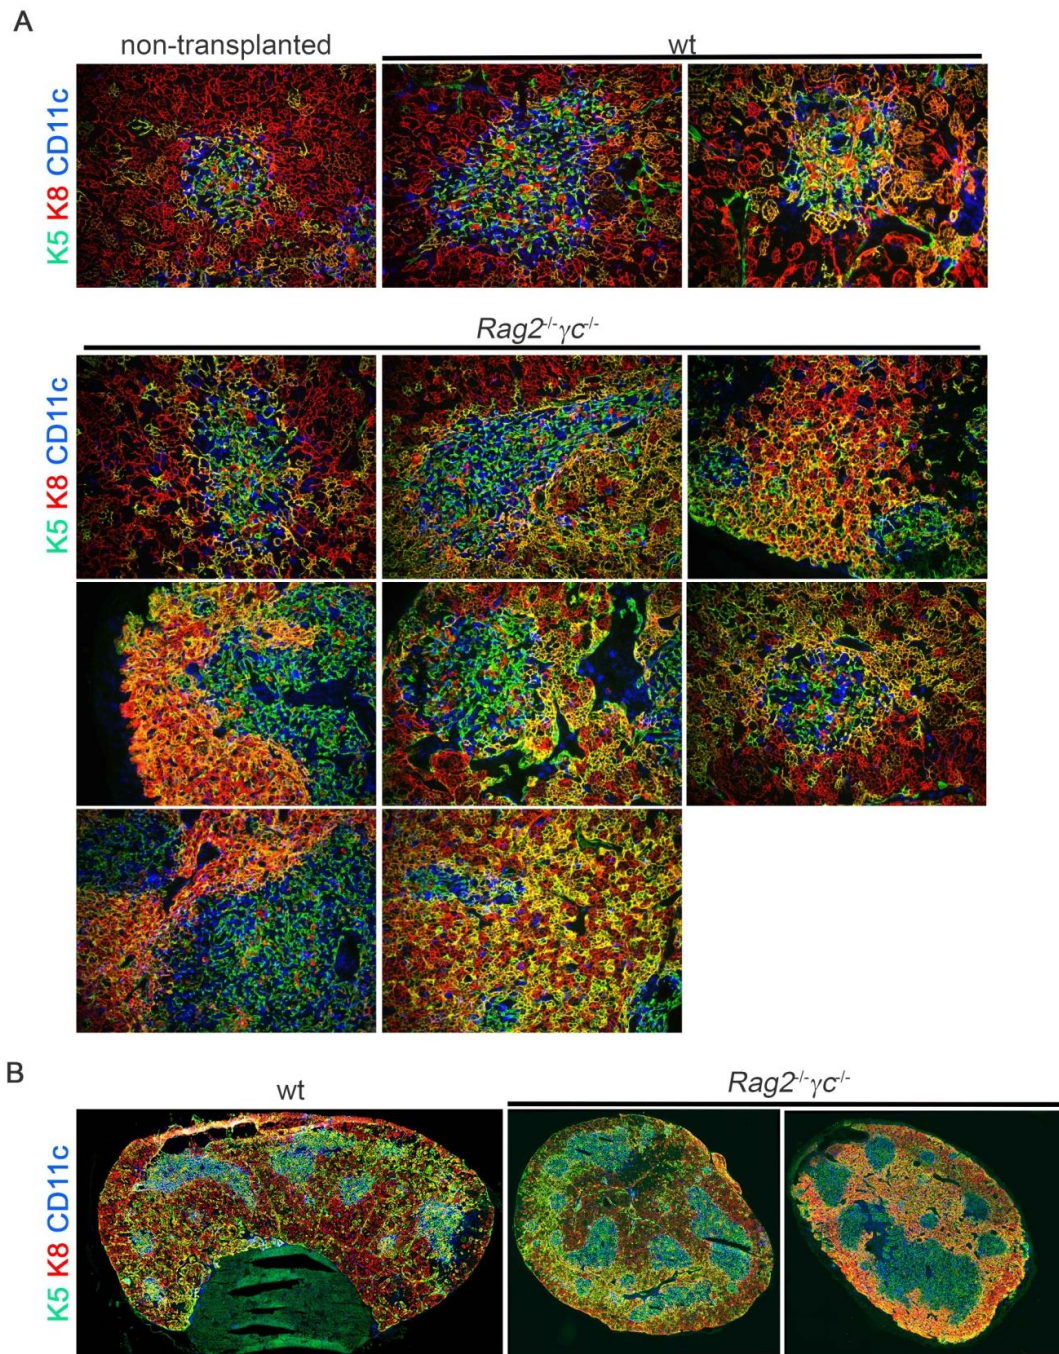 A
non-transplanted wt
K5 K8 CD11c
Rag2-/-γc-/-
K5 K8 CD11c
B
wt Rag2-/-γc-/-
K5 K8 CD11c